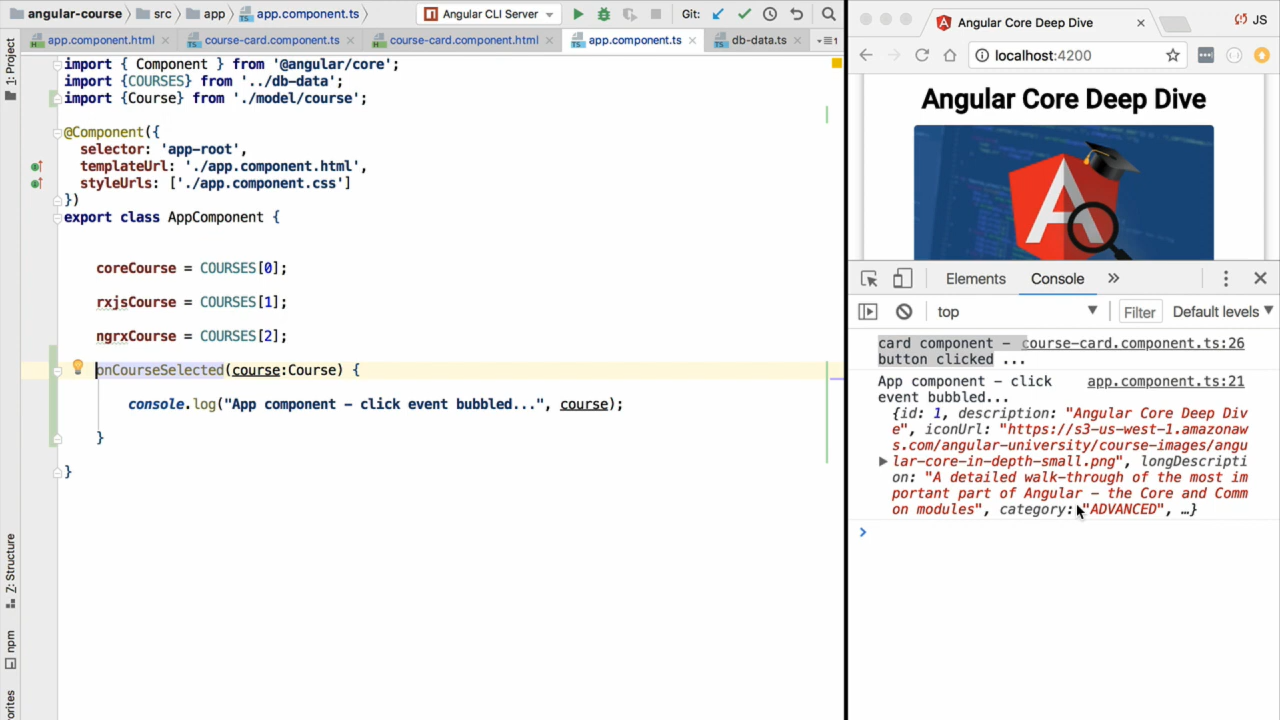 angular-course
src
app
app.component.ts
Angular CLI Server
Git:
app.component.html
course-card.component.ts
course-card.component.html
app.component.ts
db-data.ts
1
1: Project
Z: Structure
npm
orites
import { Component } from '@angular/core';
import {COURSES} from '../db-data';
import {Course} from './model/course';
@Component({
selector: 'app-root',
templateUrl: './app.component.html',
styleUrls: ['./app.component.css']
})
export class AppComponent {
coreCourse = COURSES[0];
rxjsCourse = COURSES[1];
ngrxCourse = COURSES[2];
onCourseSelected(course:Course) {
console.log("App component - click event bubbled...", course);
}
}
Angular Core Deep Dive
JS
localhost:4200
Angular Core Deep Dive
A
Elements
Console
top
Filter
Default levels
card component - course-card.component.ts:26
button clicked ...
App component - click app.component.ts:21
event bubbled...
{id: 1, description: "Angular Core Deep Div
e", iconUrl: "https://s3-us-west-1.amazonaw
s.com/angular-university/course-images/angu
lar-core-in-depth-small.png", longDescripti
on: "A detailed walk-through of the most im
portant part of Angular - the Core and Comm
on modules", category: "ADVANCED", …}